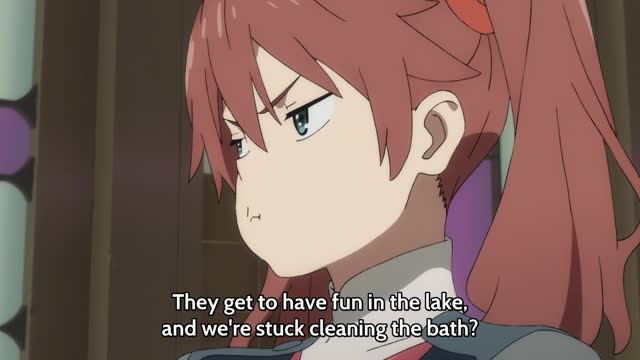 They get to have fun in the lake,
and we're stuck cleaning the bath?